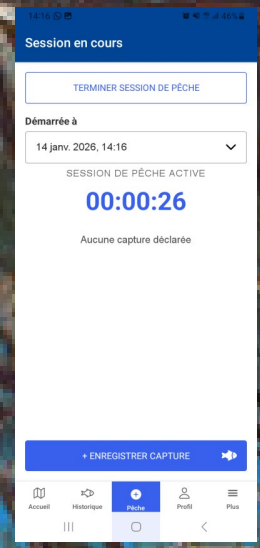 14:16 46%
Session en cours
TERMINER SESSION DE PÊCHE
Démarrée à
14 janv. 2026, 14:16
SESSION DE PÊCHE ACTIVE
00:00:26
Aucune capture déclarée
+ ENREGISTRER CAPTURE
Accueil Historique Pêche Profil Plus